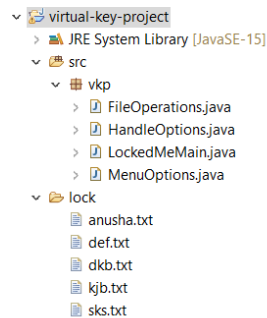 virtual-key-project
JRE System Library [JavaSE-15]
src
vkp
FileOperations.java
HandleOptions.java
LockedMeMain.java
MenuOptions.java
lock
anusha.txt
def.txt
dkb.txt
kjb.txt
sks.txt